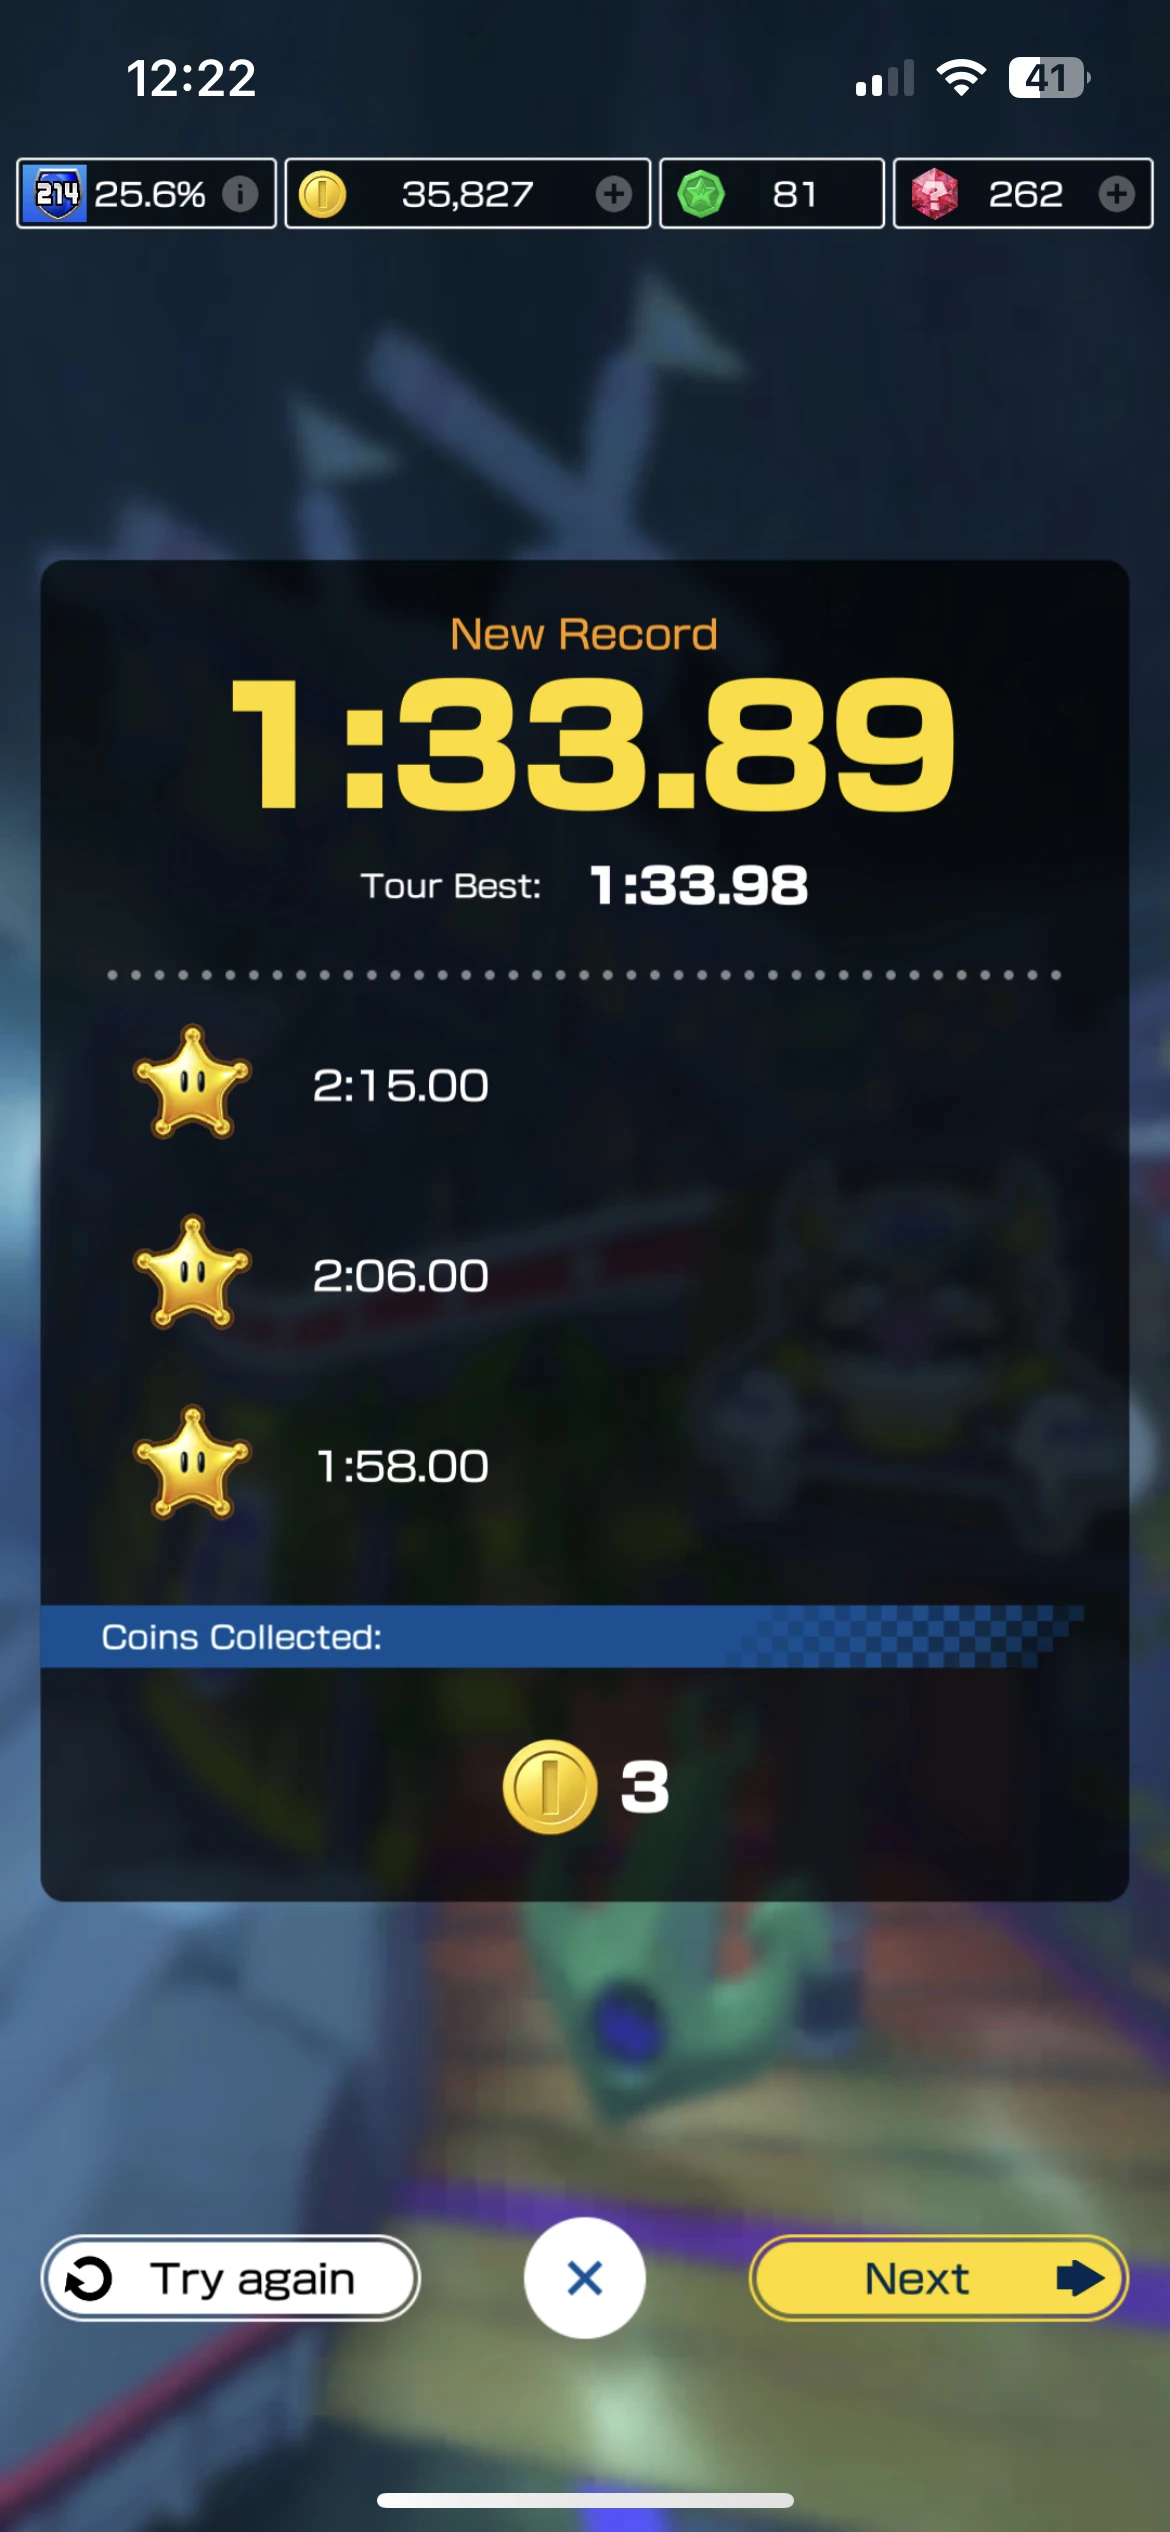 12:22
41
214 25.6% i 35,827 + 81 ? 262 +
New Record
1:33.89
Tour Best: 1:33.98
2:15.00
2:06.00
1:58.00
Coins Collected:
3
Try again
×
Next